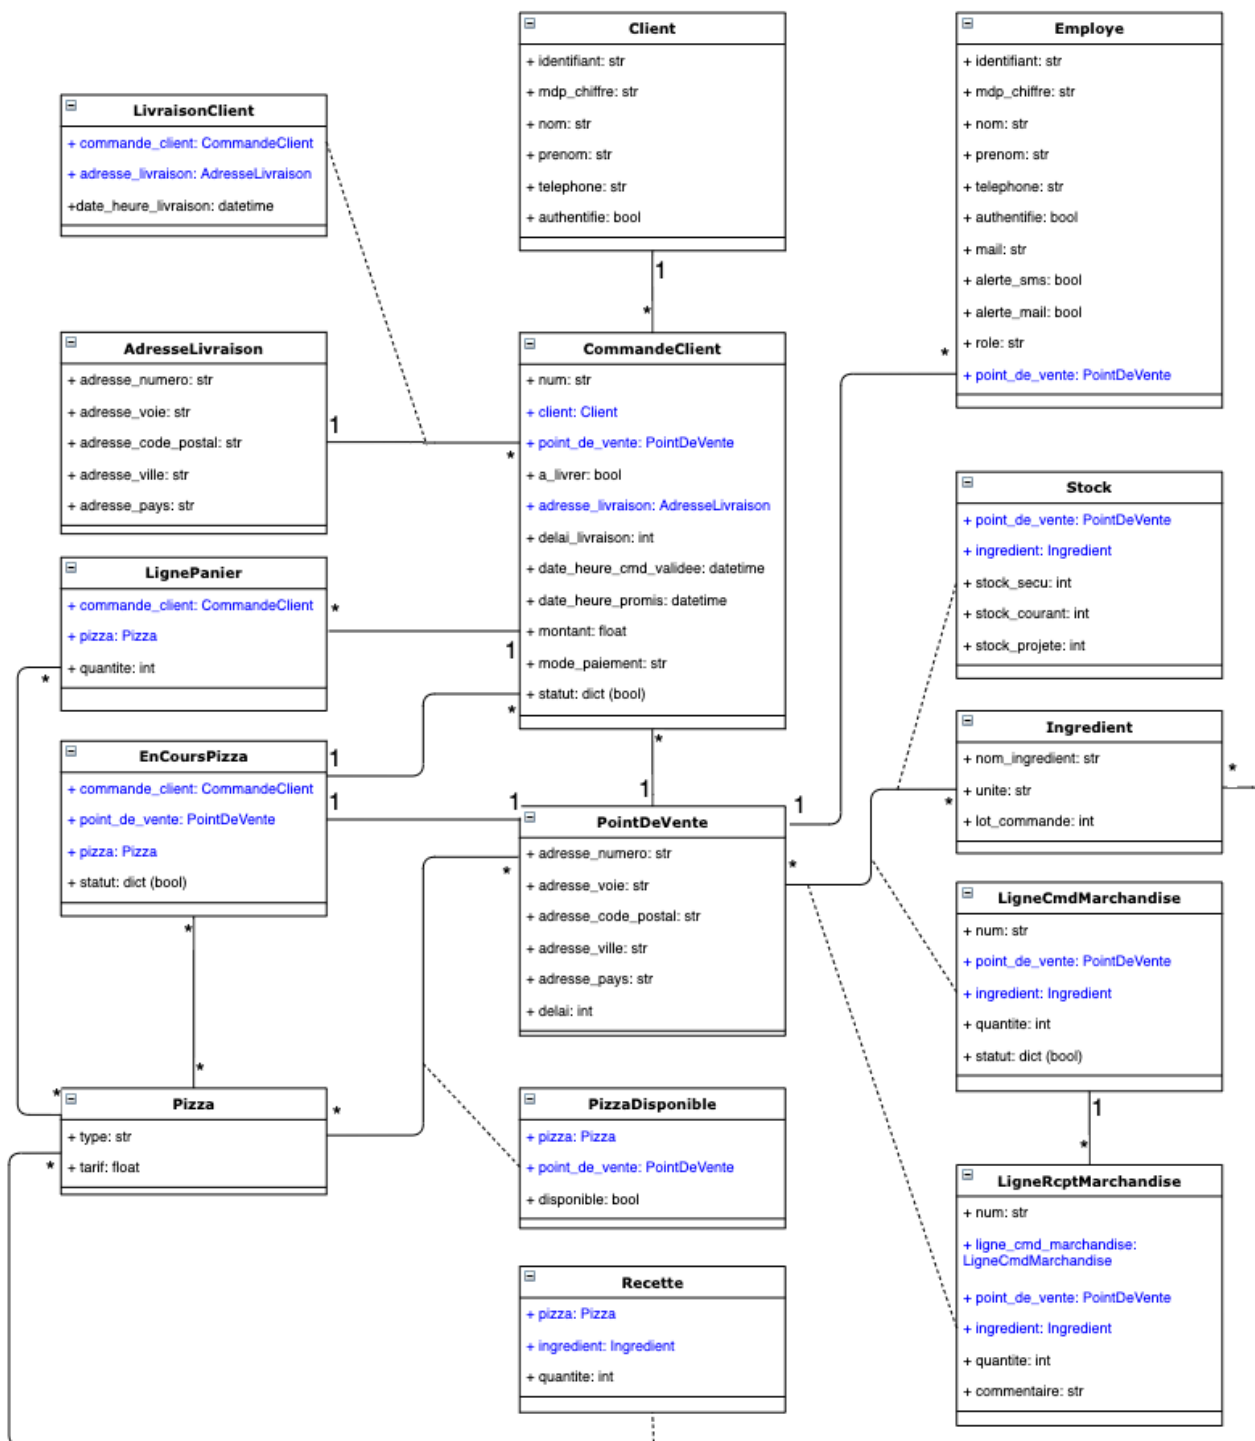 Client
+ identifiant: str
+ mdp_chiffre: str
+ nom: str
+ prenom: str
+ telephone: str
+ authentifie: bool
1
*
Employe
+ identifiant: str
+ mdp_chiffre: str
+ nom: str
+ prenom: str
+ telephone: str
+ authentifie: bool
+ mail: str
+ alerte_sms: bool
+ alerte_mail: bool
+ role: str
+ point_de_vente: PointDeVente
*
LivraisonClient
+ commande_client: CommandeClient
+ adresse_livraison: AdresseLivraison
+date_heure_livraison: datetime
AdresseLivraison
+ adresse_numero: str
+ adresse_voie: str
+ adresse_code_postal: str
+ adresse_ville: str
+ adresse_pays: str
1
*
CommandeClient
+ num: str
+ client: Client
+ point_de_vente: PointDeVente
+ a_livrer: bool
+ adresse_livraison: AdresseLivraison
+ delai_livraison: int
+ date_heure_cmd_validee: datetime
+ date_heure_promis: datetime
+ montant: float
+ mode_paiement: str
+ statut: dict (bool)
Stock
+ point_de_vente: PointDeVente
+ ingredient: Ingredient
+ stock_secu: int
+ stock_courant: int
+ stock_projete: int
LignePanier
+ commande_client: CommandeClient
+ pizza: Pizza
+ quantite: int
*
1
*
*
*
1
Ingredient
+ nom_ingredient: str
+ unite: str
+ lot_commande: int
*
*
EnCoursPizza
+ commande_client: CommandeClient
+ point_de_vente: PointDeVente
+ pizza: Pizza
+ statut: dict (bool)
1
1
1
*
*
PointDeVente
+ adresse_numero: str
+ adresse_voie: str
+ adresse_code_postal: str
+ adresse_ville: str
+ adresse_pays: str
+ delai: int
1
*
*
LigneCmdMarchandise
+ num: str
+ point_de_vente: PointDeVente
+ ingredient: Ingredient
+ quantite: int
+ statut: dict (bool)
1
*
Pizza
+ type: str
+ tarif: float
*
*
*
PizzaDisponible
+ pizza: Pizza
+ point_de_vente: PointDeVente
+ disponible: bool
LigneRcptMarchandise
+ num: str
+ ligne_cmd_marchandise:
LigneCmdMarchandise
+ point_de_vente: PointDeVente
+ ingredient: Ingredient
+ quantite: int
+ commentaire: str
Recette
+ pizza: Pizza
+ ingredient: Ingredient
+ quantite: int